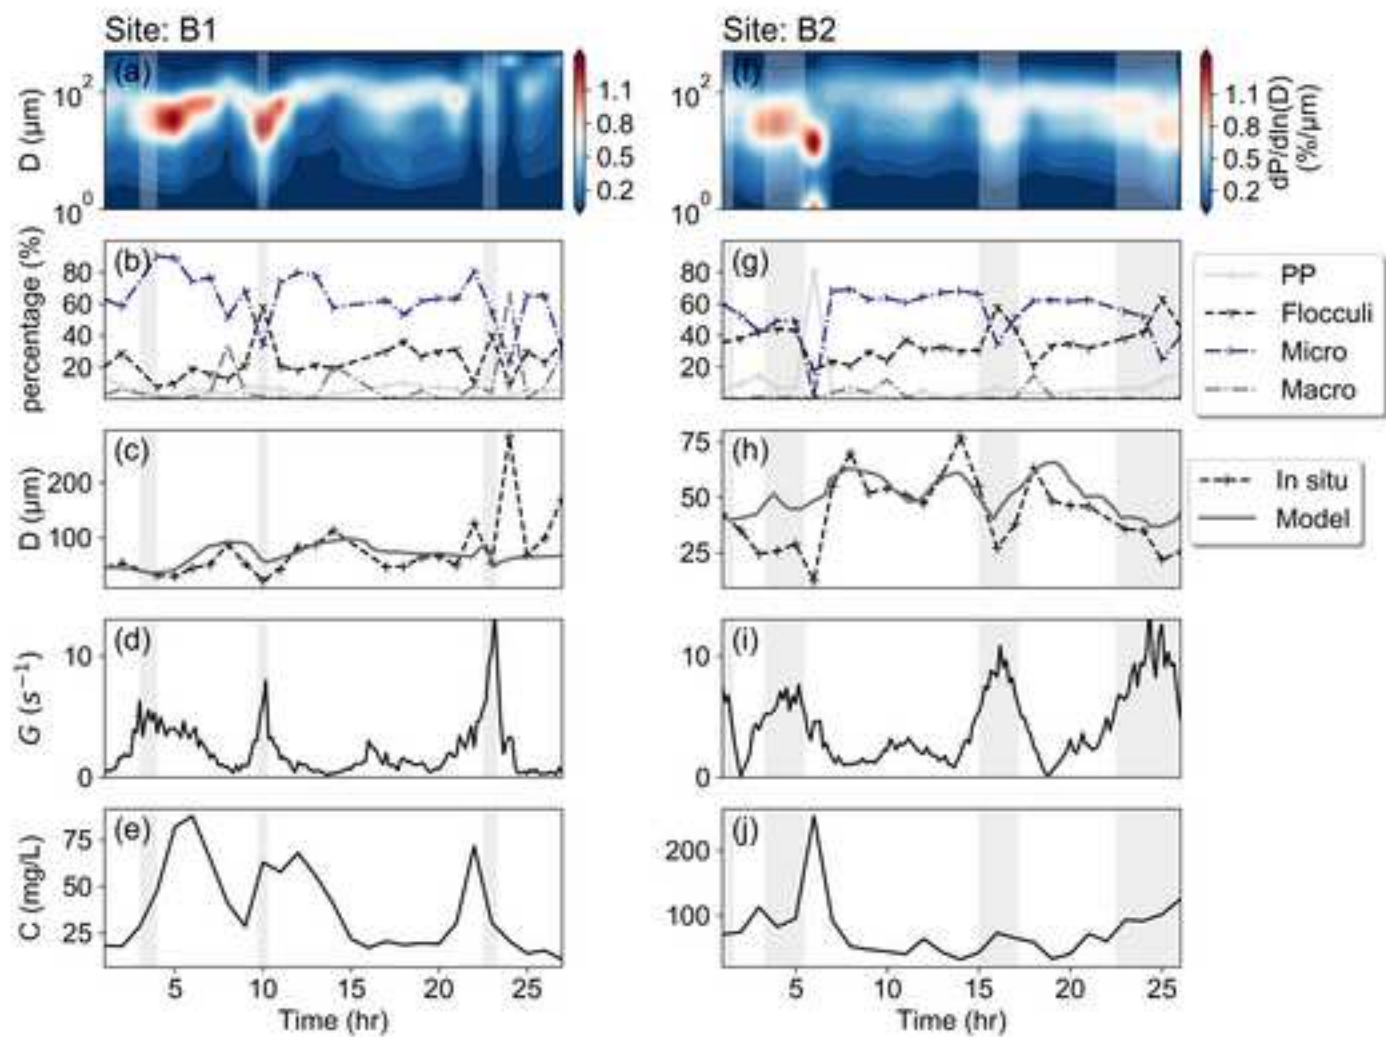 Site: B1
Site: B2
(a)
D (μm)
10²
10⁰
1.1
0.8
0.5
0.2
(f)
10²
10⁰
1.1
0.8
0.5
0.2
dP/dln(D)
(%/μm)
(b)
percentage (%)
80
60
40
20
(g)
80
60
40
20
PP
Flocculi
Micro
Macro
(c)
D (μm)
200
100
(h)
75
50
25
In situ
Model
(d)
G (s⁻¹)
10
0
(i)
10
0
(e)
C (mg/L)
75
50
25
(j)
200
100
5 10 15 20 25
Time (hr)
5 10 15 20 25
Time (hr)